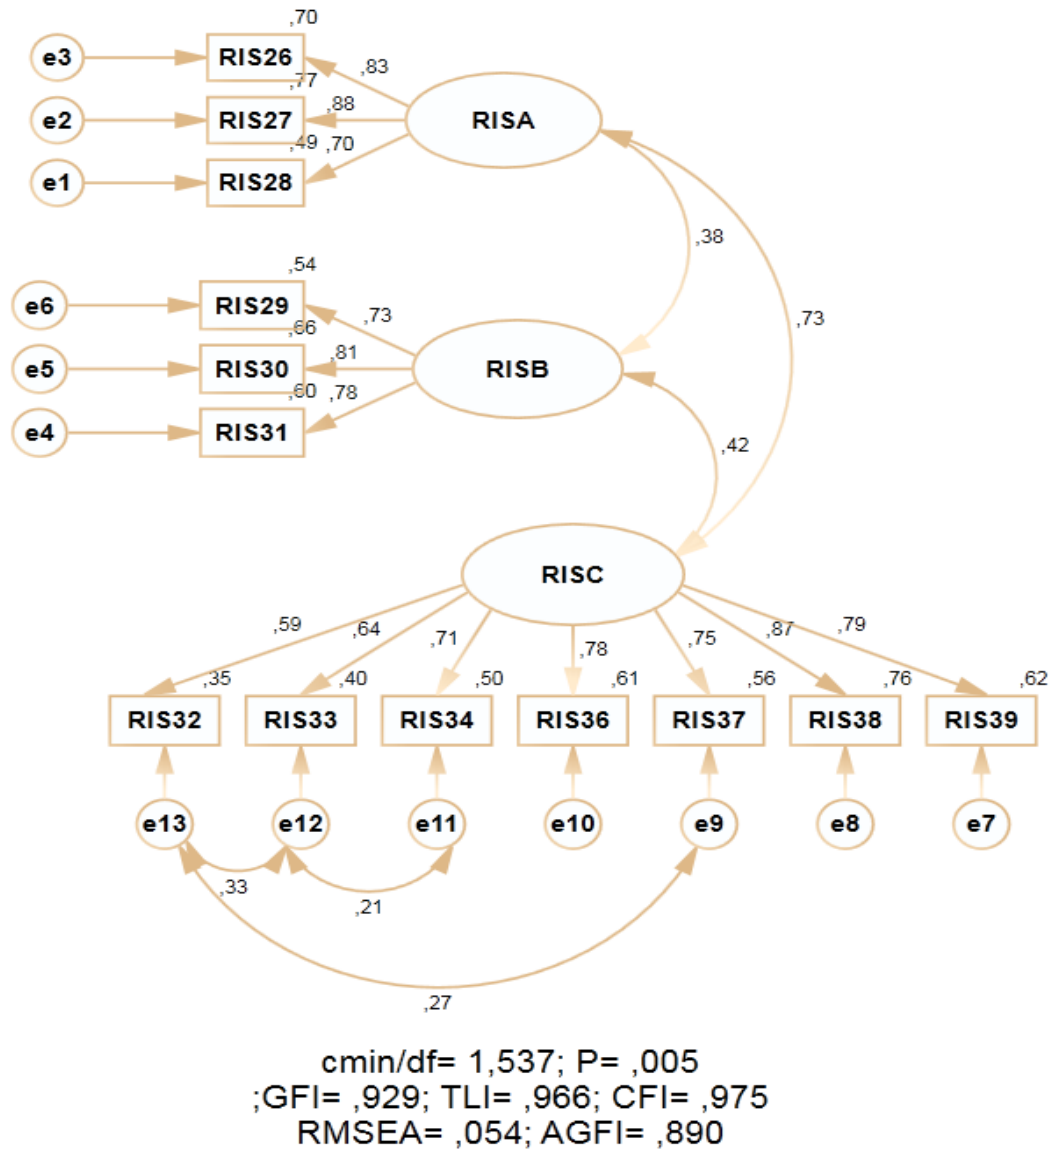 ,70
e3 RIS26 ,83
,77
e2 RIS27 ,88 RISA
,49 ,70
e1 RIS28
,38
,54
e6 RIS29 ,73
,73
,66
e5 RIS30 ,81 RISB
,60 ,78
e4 RIS31
,42
RISC
,59 ,64 ,71 ,78 ,75 ,87 ,79
,35 ,40 ,50 ,61 ,56 ,76 ,62
RIS32 RIS33 RIS34 RIS36 RIS37 RIS38 RIS39
e13 e12 e11 e10 e9 e8 e7
,33 ,21
,27
cmin/df= 1,537; P= ,005
;GFI= ,929; TLI= ,966; CFI= ,975
RMSEA= ,054; AGFI= ,890